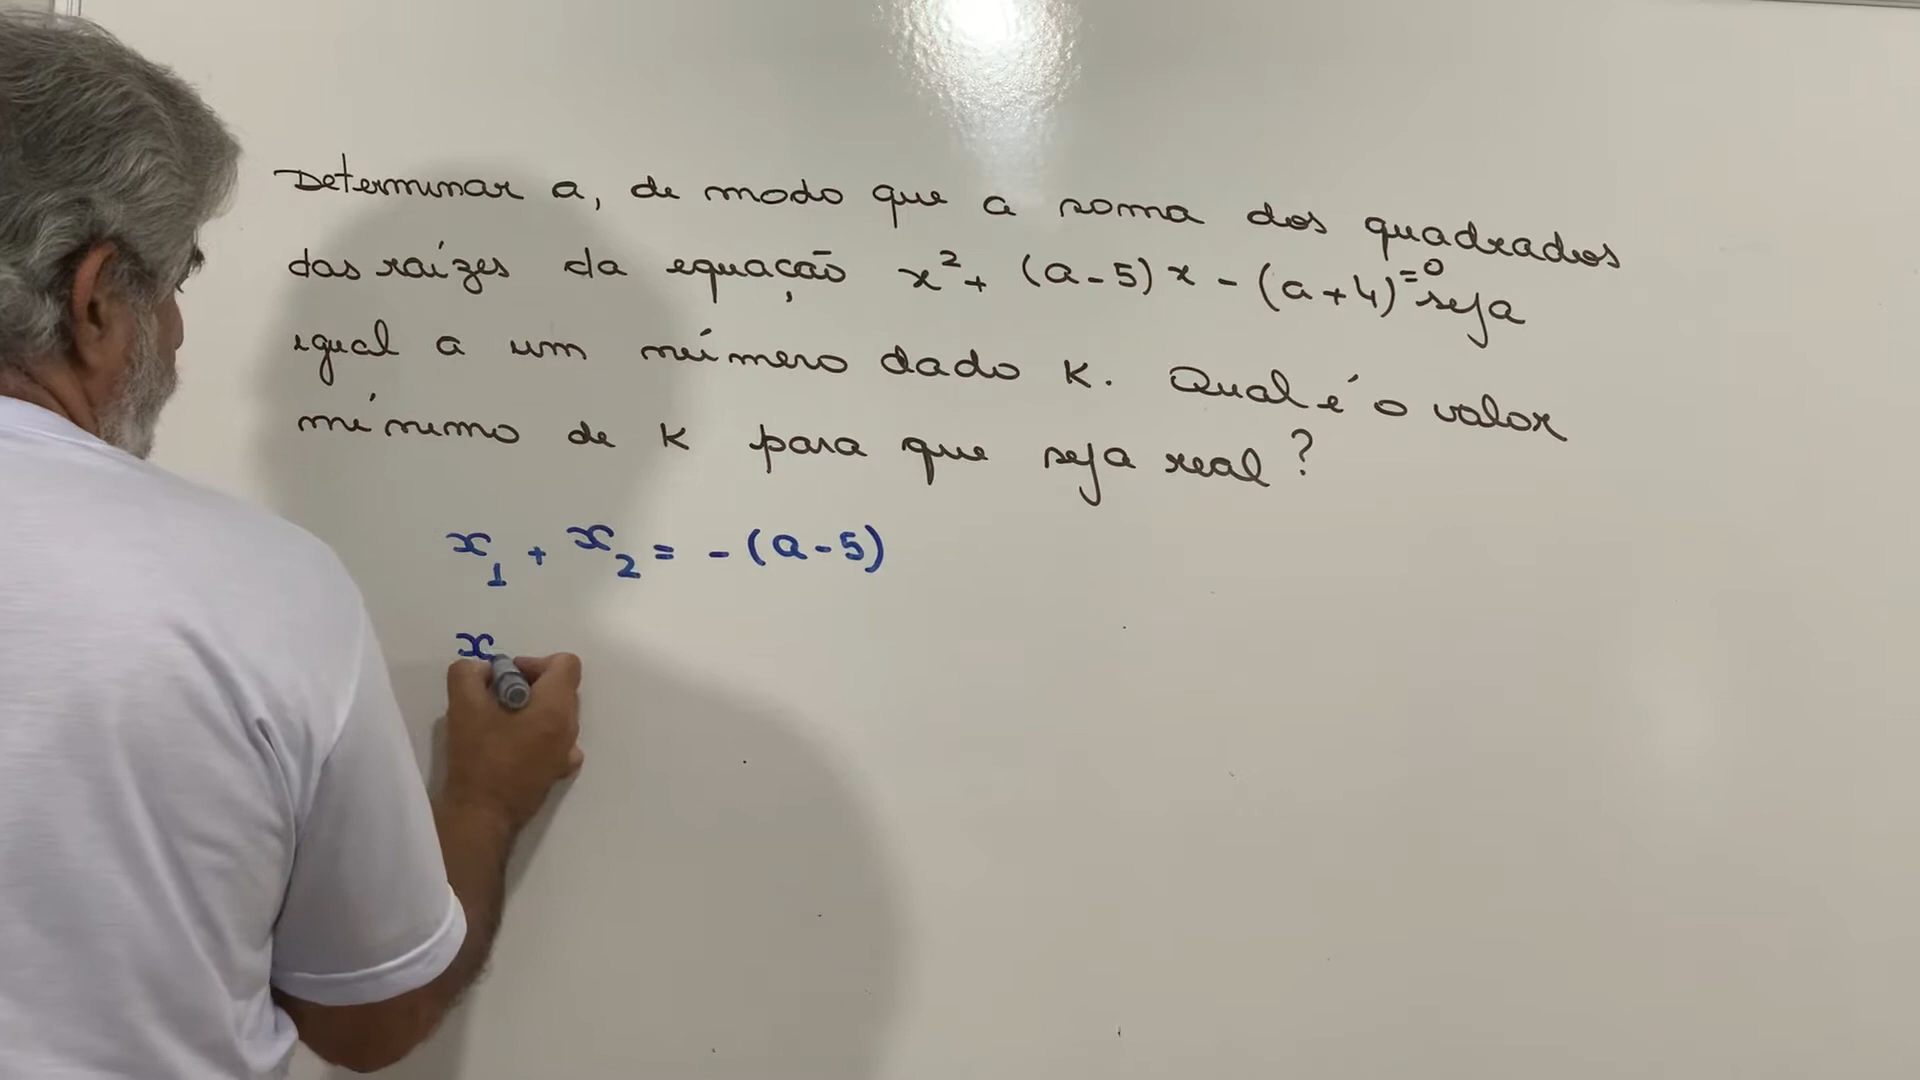 Determinar a, de modo que a soma dos quadrados
das raízes da equação x² + (a-5)x - (a+4)=0 seja
igual a um número dado K. Qual é o valor
mínimo de K para que seja real?
x₁ + x₂ = -(a-5)
x